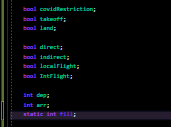 bool covidRestriction;
bool takeoff;
bool land;
bool direct;
bool indirect;
bool localFlight;
bool IntFlight;
int dep;
int arr;
static int fill;